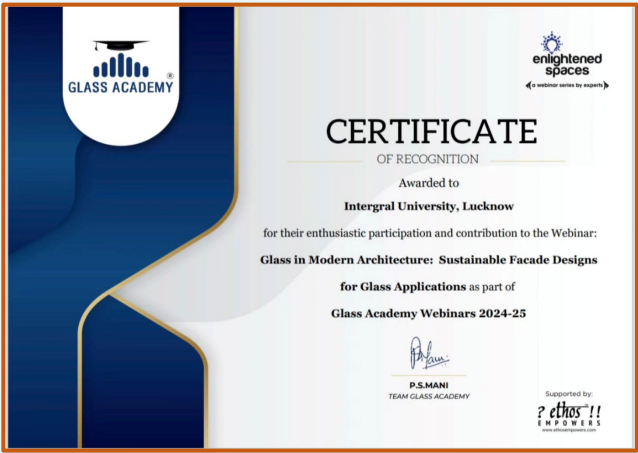 GLASS ACADEMY ®
enlightened
spaces
a webinar series by experts
CERTIFICATE
OF RECOGNITION
Awarded to
Intergral University, Lucknow
for their enthusiastic participation and contribution to the Webinar:
Glass in Modern Architecture: Sustainable Facade Designs
for Glass Applications as part of
Glass Academy Webinars 2024-25
P.S.MANI
TEAM GLASS ACADEMY
Supported by:
? ethos !!
EMPOWERS
www.ethosempowers.com